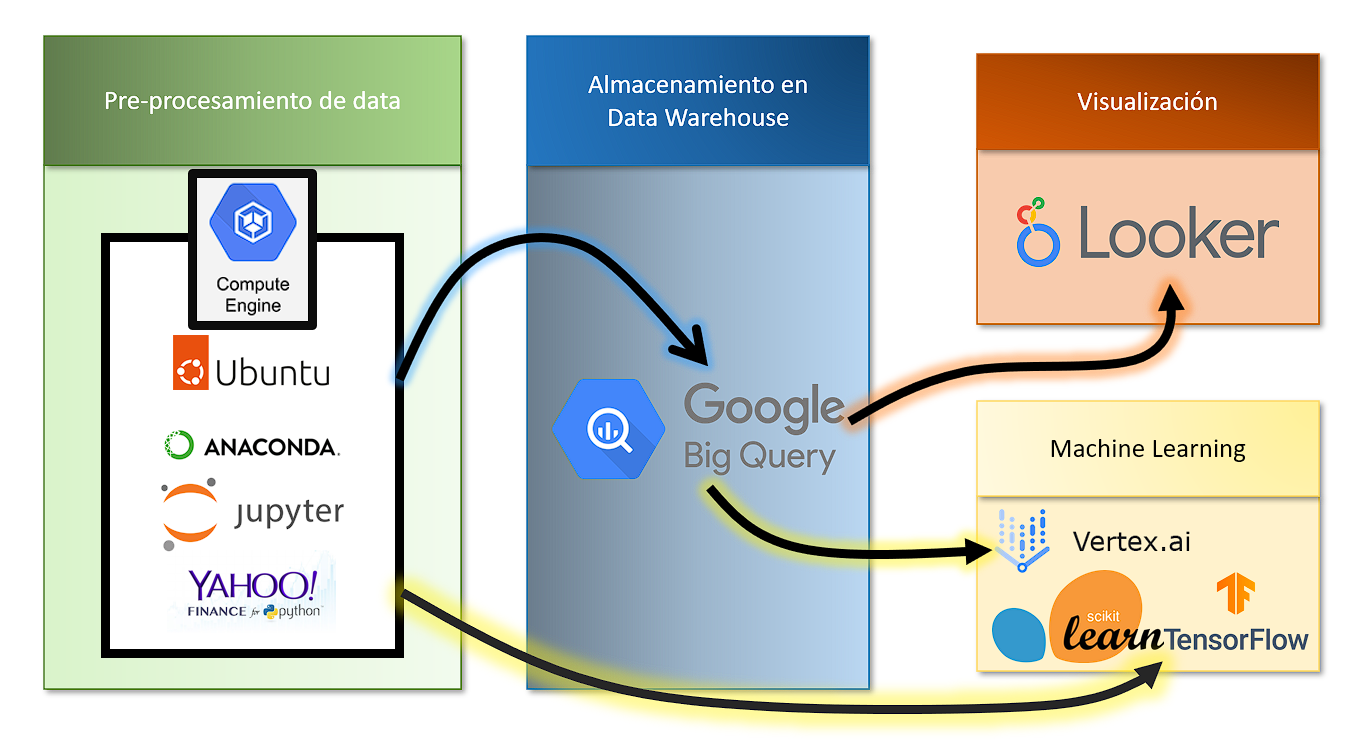 Pre-procesamiento de data
Compute
Engine
Ubuntu
ANACONDA.
jupyter
YAHOO!
FINANCE for python
Almacenamiento en
Data Warehouse
Google
Big Query
Visualización
Looker
Machine Learning
Vertex.ai
scikit
learn
TensorFlow